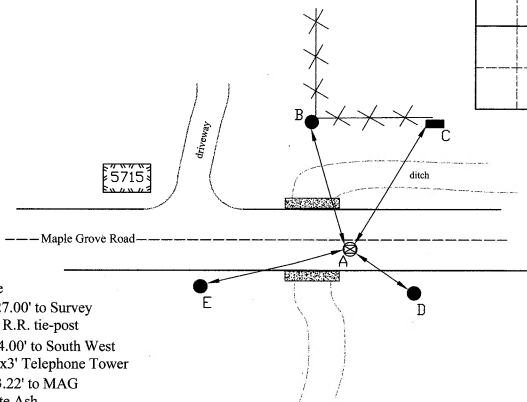 B
C
driveway
5715
ditch
Maple Grove Road
A
E
D
27.00' to Survey
R.R. tie-post
4.00' to South West
x3' Telephone Tower
3.22' to MAG